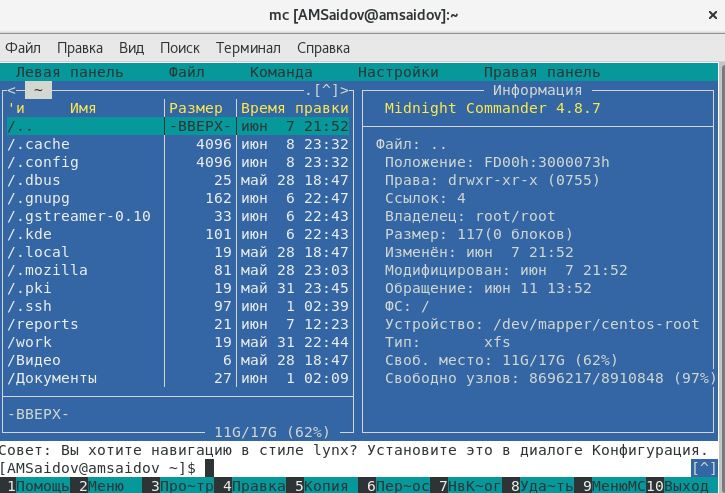 mc [AMSaidov@amsaidov]:~
Файл Правка Вид Поиск Терминал Справка
Левая панель Файл Команда Настройки Правая панель
<─ ~ ─.[^]>
'и Имя Размер Время правки
/.. -ВВЕРХ- июн 7 21:52
/.cache 4096 июн 8 23:32
/.config 4096 июн 8 23:32
/.dbus 25 май 28 18:47
/.gnupg 162 июн 6 22:47
/.gstreamer-0.10 33 июн 6 22:43
/.kde 101 июн 6 22:43
/.local 19 май 28 18:47
/.mozilla 81 май 28 23:03
/.pki 19 май 31 23:45
/.ssh 97 июн 1 02:39
/reports 21 июн 7 12:23
/work 19 май 31 22:44
/Видео 6 май 28 18:47
/Документы 27 июн 1 02:09
-ВВЕРХ-
11G/17G (62%)
Информация
Midnight Commander 4.8.7
Файл: ..
Положение: FD00h:3000073h
Права: drwxr-xr-x (0755)
Ссылок: 4
Владелец: root/root
Размер: 117(0 блоков)
Изменён: июн 7 21:52
Модифицирован: июн 7 21:52
Обращение: июн 11 13:52
ФС: /
Устройство: /dev/mapper/centos-root
Тип: xfs
Своб. место: 11G/17G (62%)
Свободно узлов: 8696217/8910848 (97%)
Совет: Вы хотите навигацию в стиле lynx? Установите это в диалоге Конфигурация.
[AMSaidov@amsaidov ~]$ [^]
1Помощь 2Меню 3Про~тр 4Правка 5Копия 6Пер~ос 7НвК~ог 8Уда~ть 9МенюМС 10Выход